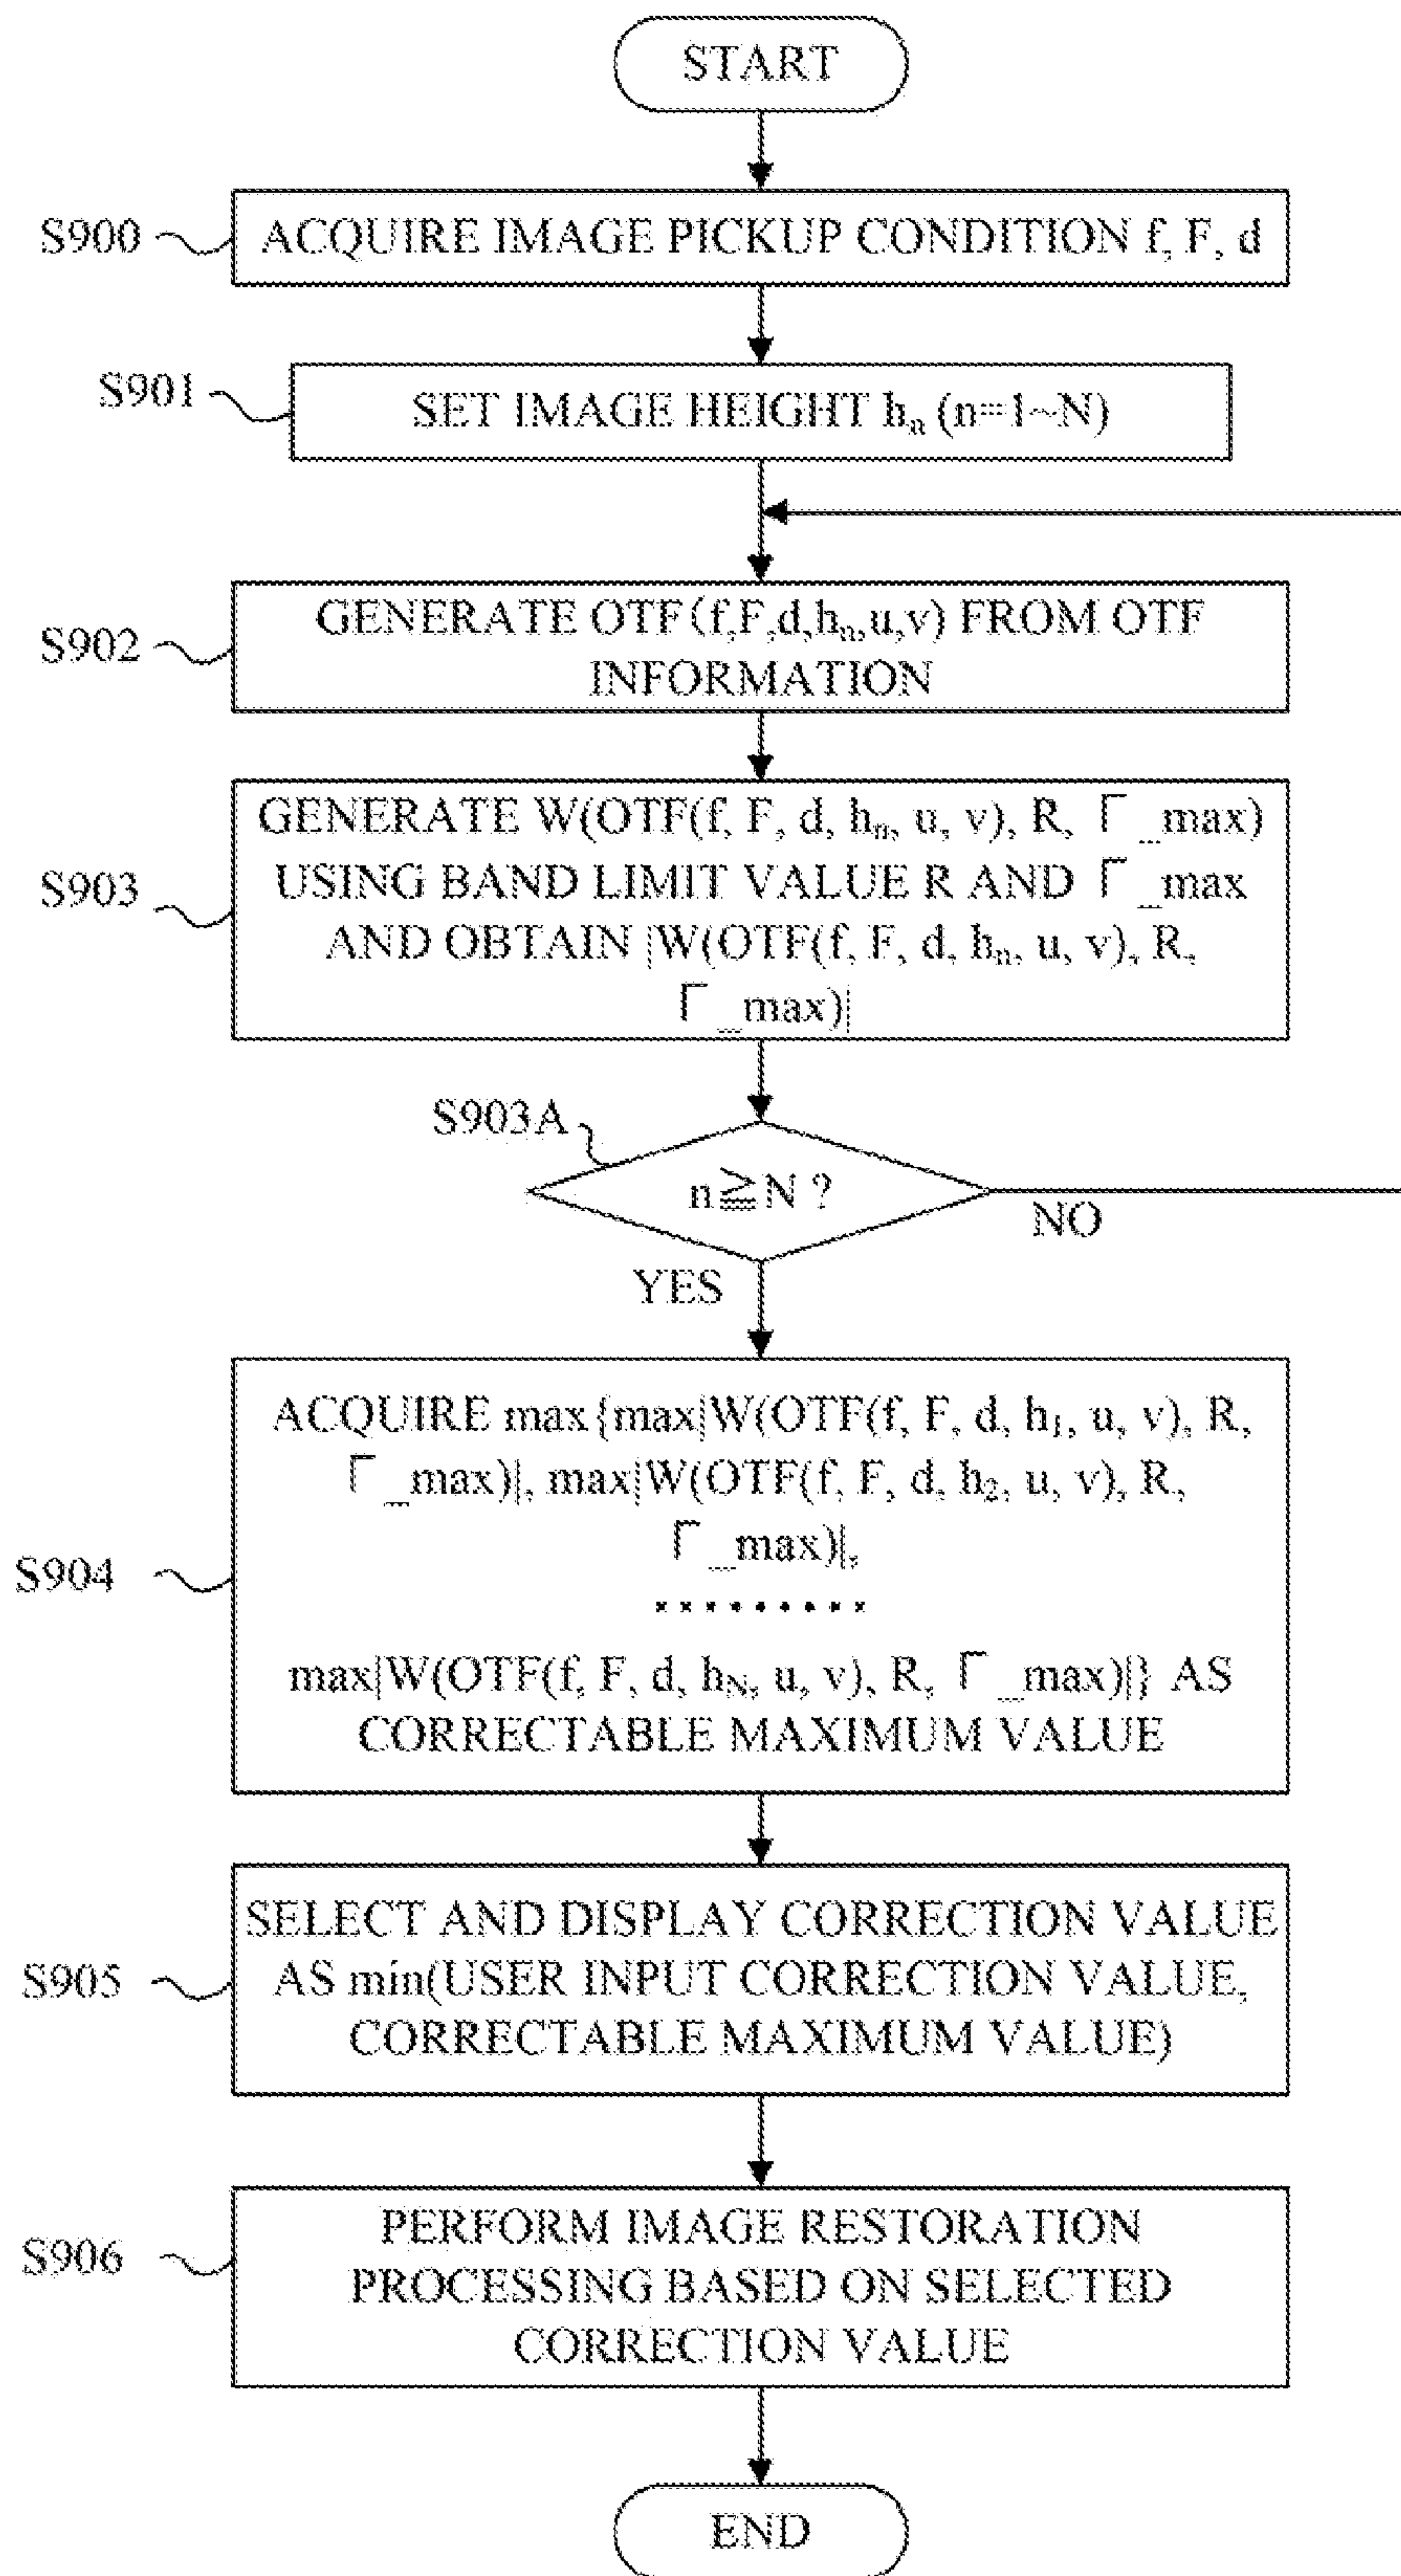 START
S900
ACQUIRE IMAGE PICKUP CONDITION f, F, d
S901
SET IMAGE HEIGHT hn (n=1~N)
S902
GENERATE OTF(f,F,d,hn,u,v) FROM OTF
INFORMATION
S903
GENERATE W(OTF(f, F, d, hn, u, v), R, Γ_max)
USING BAND LIMIT VALUE R AND Γ_max
AND OBTAIN |W(OTF(f, F, d, hn, u, v), R,
Γ_max)|
S903A
n≧N ?
NO
YES
S904
ACQUIRE max{max|W(OTF(f, F, d, h1, u, v), R,
Γ_max)|, max|W(OTF(f, F, d, h2, u, v), R,
Γ_max)|,
·········
max|W(OTF(f, F, d, hN, u, v), R, Γ_max)|} AS
CORRECTABLE MAXIMUM VALUE
S905
SELECT AND DISPLAY CORRECTION VALUE
AS min(USER INPUT CORRECTION VALUE,
CORRECTABLE MAXIMUM VALUE)
S906
PERFORM IMAGE RESTORATION
PROCESSING BASED ON SELECTED
CORRECTION VALUE
END